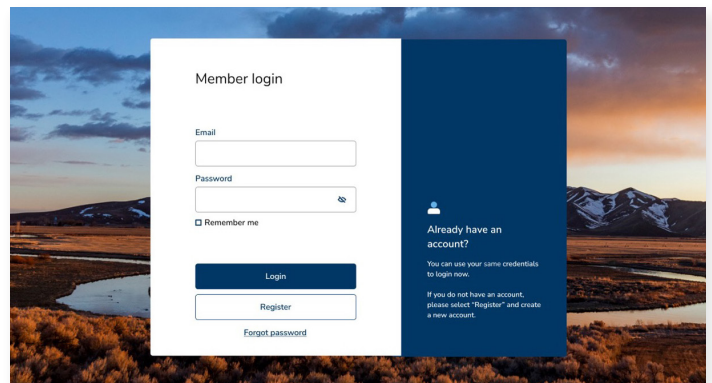 Member login
Email
Password
Remember me
Login
Register
Forgot password
Already have an
account?
You can use your same credentials
to login now.
If you do not have an account,
please select "Register" and create
a new account.